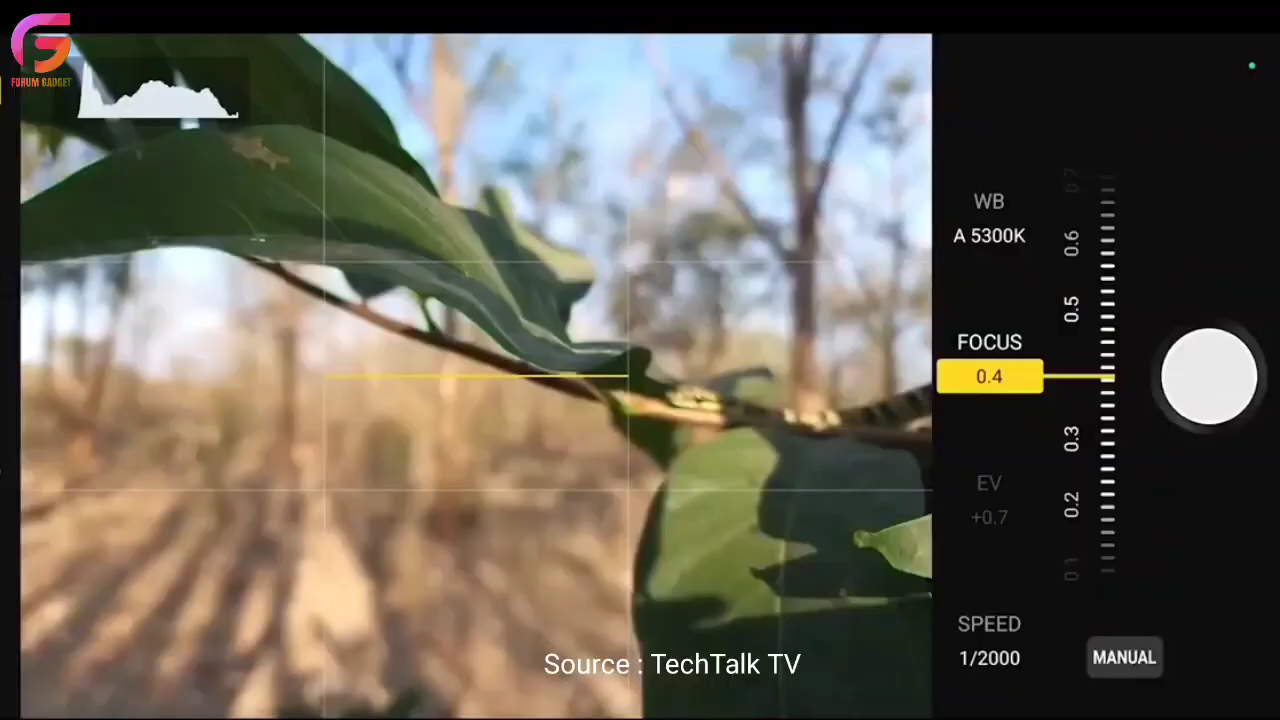 FORUM GADGET
WB
A 5300K
FOCUS
0.4
EV
+0.7
SPEED
1/2000
0.7
0.6
0.5
0.3
0.2
0.1
MANUAL
Source : TechTalk TV